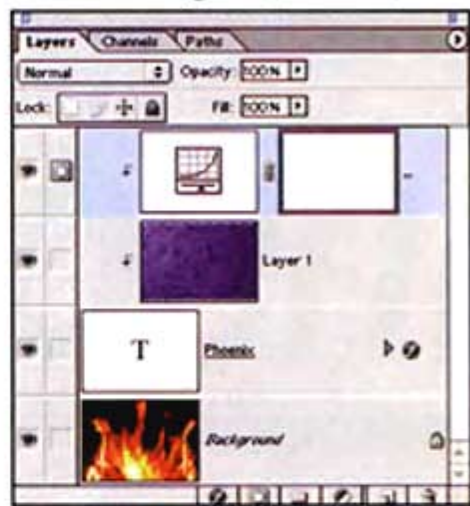 Layers Channels Paths
Normal Opacity: 100%
Lock: Fill: 100%
Layer 1
T Phoenix
Background